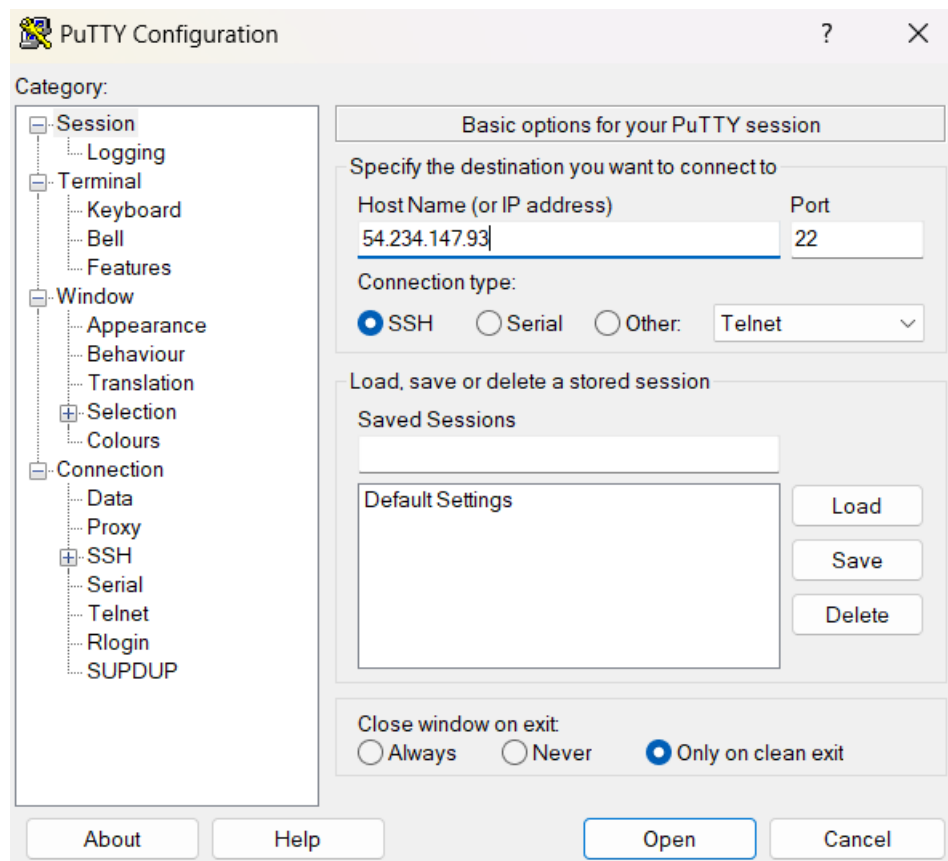 PuTTY Configuration
?
Category:
Session
Logging
Terminal
Keyboard
Bell
Features
Window
Appearance
Behaviour
Translation
Selection
Colours
Connection
Data
Proxy
SSH
Serial
Telnet
Rlogin
SUPDUP
Basic options for your PuTTY session
Specify the destination you want to connect to
Host Name (or IP address) Port
54.234.147.93 22
Connection type:
SSH Serial Other: Telnet
Load, save or delete a stored session
Saved Sessions
Default Settings
Load
Save
Delete
Close window on exit:
Always Never Only on clean exit
About Help Open Cancel